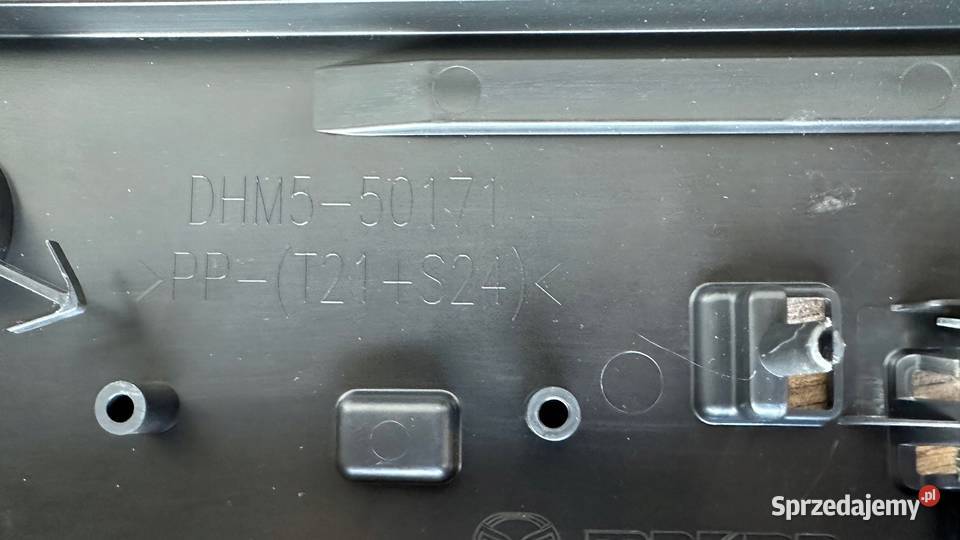 DHM5-50171
>PP-(T21+S24)<
Sprzedajemy.pl